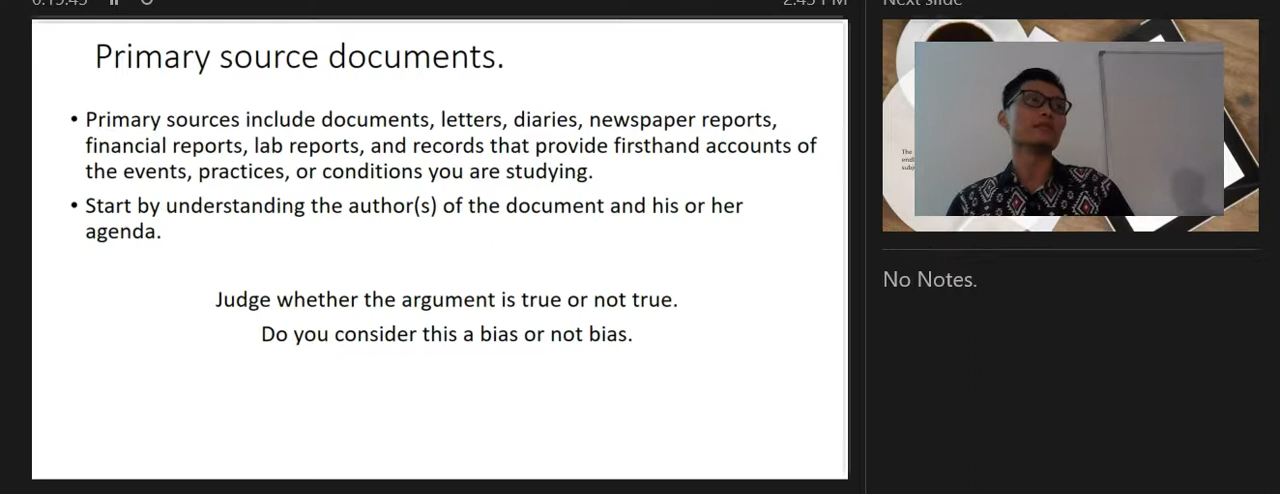 Next slide
Primary source documents.
• Primary sources include documents, letters, diaries, newspaper reports,
financial reports, lab reports, and records that provide firsthand accounts of
the events, practices, or conditions you are studying.
• Start by understanding the author(s) of the document and his or her
agenda.
Judge whether the argument is true or not true.
Do you consider this a bias or not bias.
The
No Notes.